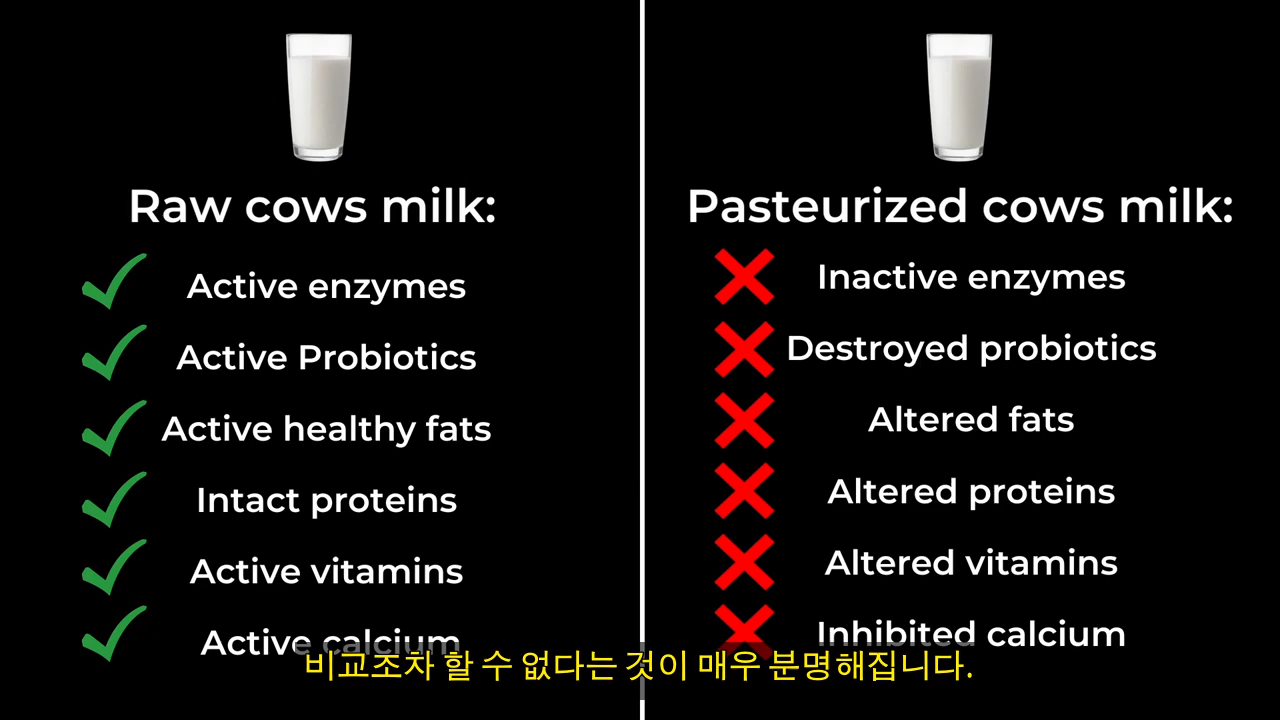 Raw cows milk:
Active enzymes
Active Probiotics
Active healthy fats
Intact proteins
Active vitamins
Active calcium
Pasteurized cows milk:
Inactive enzymes
Destroyed probiotics
Altered fats
Altered proteins
Altered vitamins
Inhibited calcium
비교조차 할 수 없다는 것이 매우 분명해집니다.